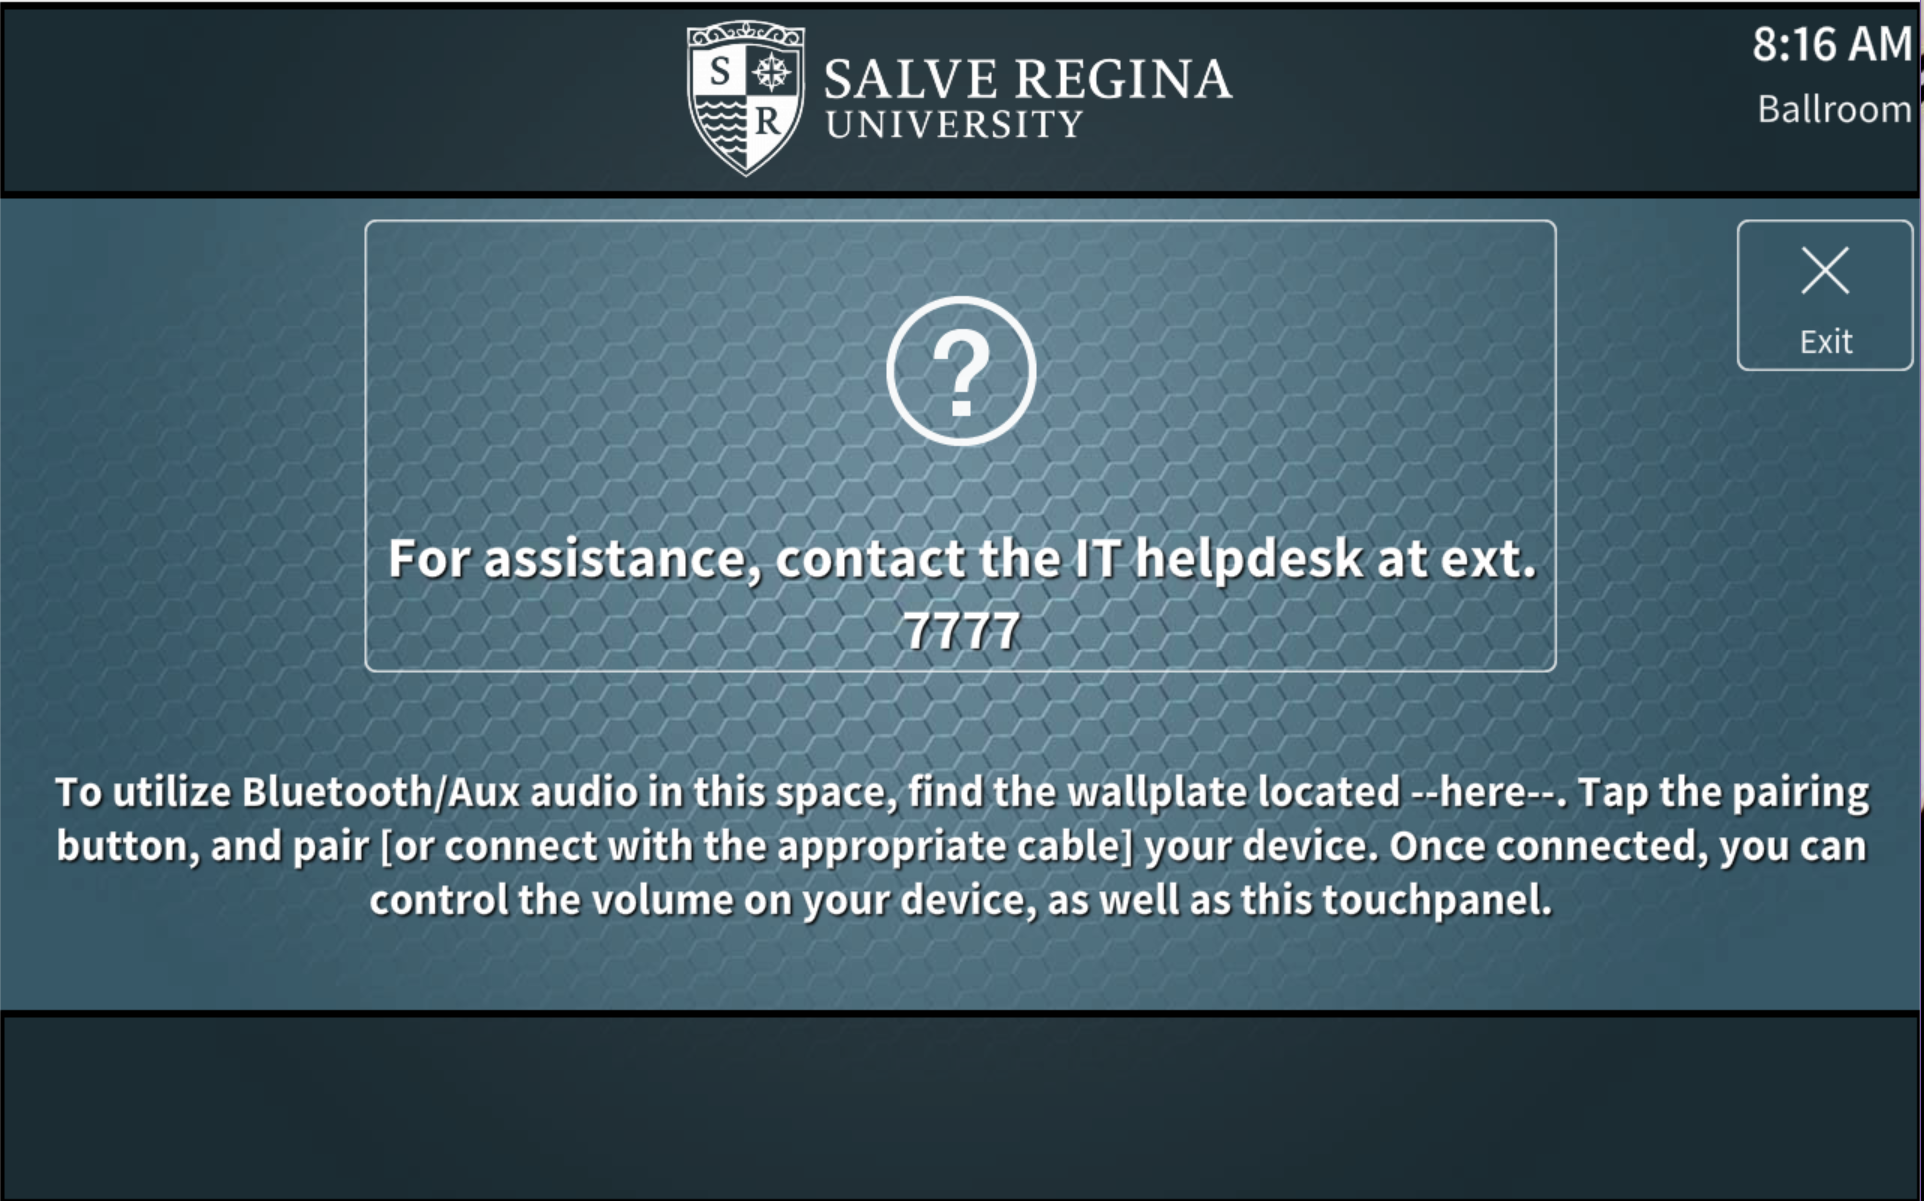 S
R
SALVE REGINA
UNIVERSITY
8:16 AM
Ballroom
Exit
?
For assistance, contact the IT helpdesk at ext.
7777
To utilize Bluetooth/Aux audio in this space, find the wallplate located --here--. Tap the pairing
button, and pair [or connect with the appropriate cable] your device. Once connected, you can
control the volume on your device, as well as this touchpanel.